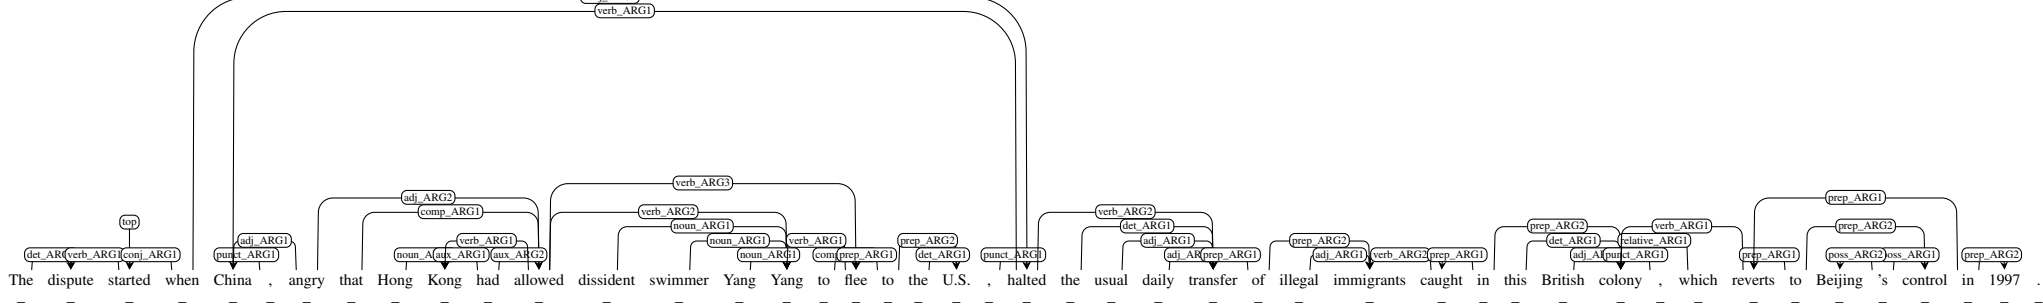 verb_ARG1
verb_ARG3
adj_ARG2 prep_ARG1
comp_ARG1 verb_ARG2 verb_ARG2
top noun_ARG1 det_ARG1 prep_ARG2 verb_ARG1 prep_ARG2
adj_ARG1 verb_ARG1 noun_ARG1 verb_ARG1 prep_ARG2 adj_ARG1 prep_ARG2 det_ARG1 relative_ARG1
verb_ARG1 conj_ARG1 punct_ARG1 aux_ARG1 aux_ARG2 noun_ARG1 prep_ARG1 det_ARG1 punct_ARG1 prep_ARG1 adj_ARG1 verb_ARG2 prep_ARG1 punct_ARG1 prep_ARG1 poss_ARG2 prep_ARG2
The dispute started when China , angry that Hong Kong had allowed dissident swimmer Yang Yang to flee to the U.S. , halted the usual daily transfer of illegal immigrants caught in this British colony , which reverts to Beijing 's control in 1997